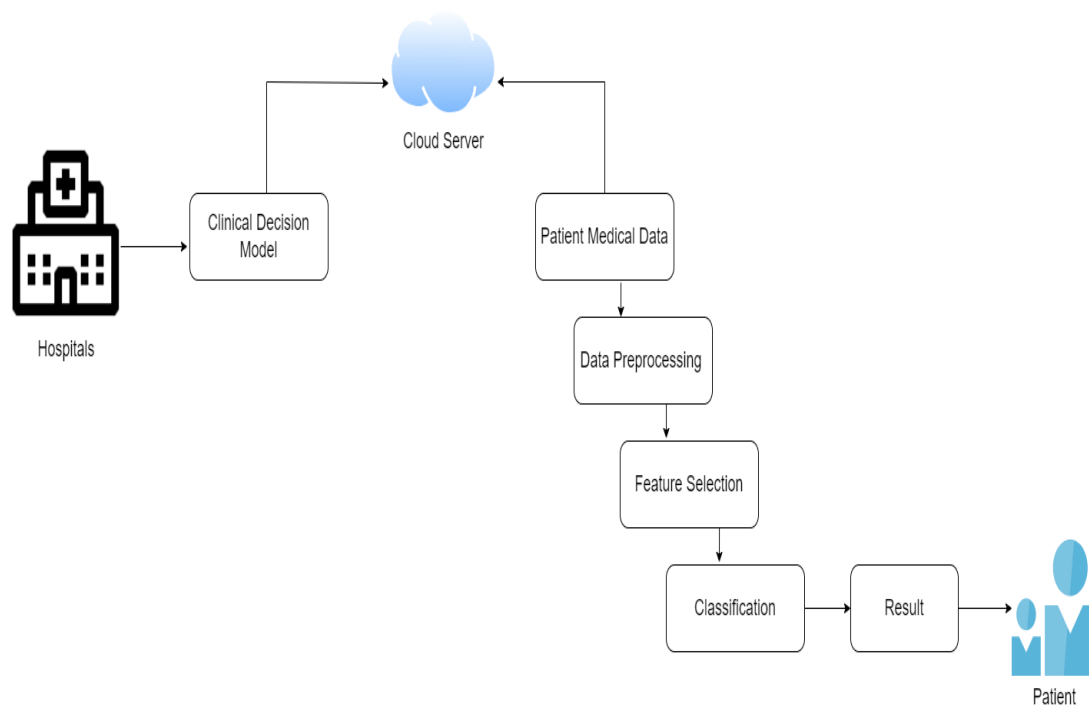 Cloud Server
Clinical Decision
Model
Patient Medical Data
Hospitals
Data Preprocessing
Feature Selection
Classification
Result
Patient